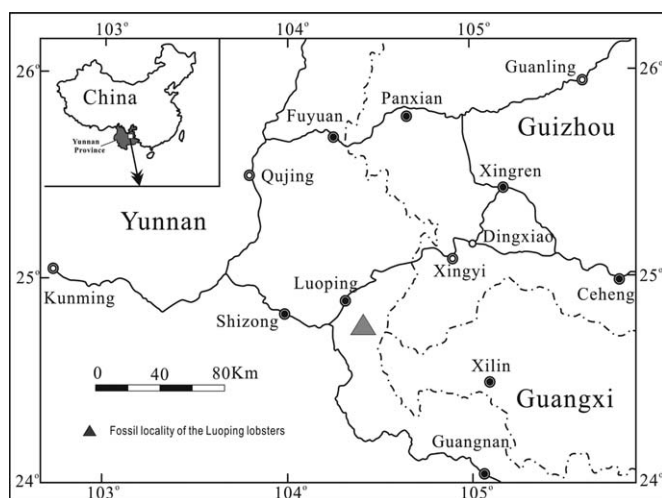 103° 104° 105°
26° 26°
China
Yunnan
Province
Guanling
Panxian
Fuyuan
Guizhou
Qujing
Xingren
Yunnan
Dingxiao
Xingyi
25° 25°
Kunming
Luoping
Ceheng
Shizong
0 40 80Km
Xilin
Guangxi
Fossil locality of the Luoping lobsters
Guangnan
24° 24°
103° 104° 105°